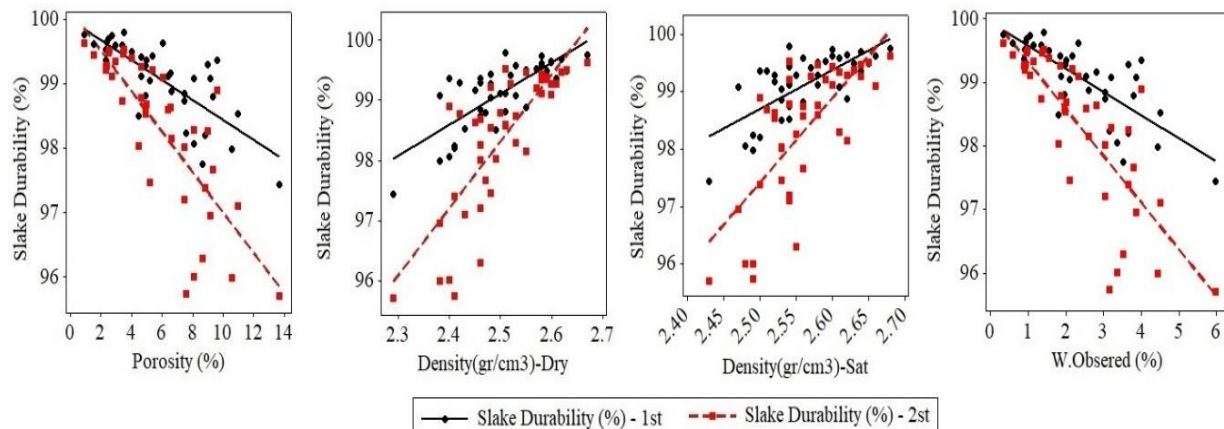 100
99
98
97
96
Slake Durability (%)
0 2 4 6 8 10 12 14
Porosity (%)
100
99
98
97
96
95
Slake Durability (%)
2.3 2.4 2.5 2.6 2.7
Density(gr/cm3)-Dry
100
99
98
97
96
95
Slake Durability (%)
2.40 2.45 2.50 2.55 2.60 2.65 2.70
Density(gr/cm3)-Sat
100
99
98
97
96
Slake Durability (%)
0 1 2 3 4 5 6
W.Obsered (%)
Slake Durability (%) - 1st Slake Durability (%) - 2st